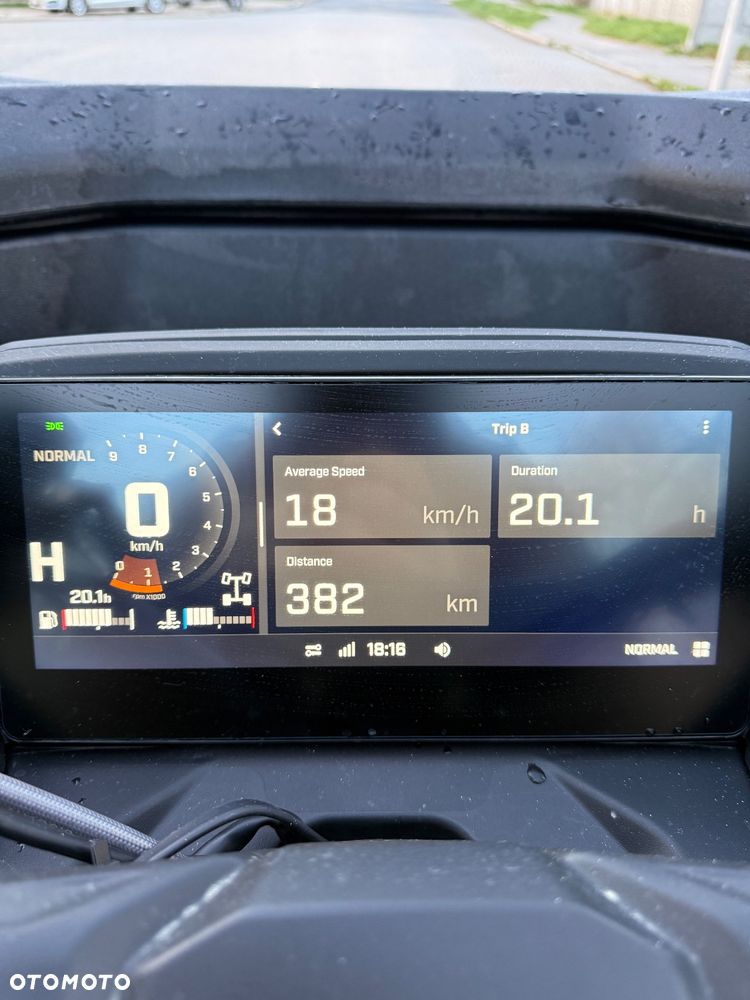 Trip B
NORMAL
9 8 7 6 5 4 3 2 1 0
0
km/h
H
rpm X1000
20.1h
Average Speed
18 km/h
Duration
20.1 h
Distance
382 km
18:16
NORMAL
OTOMOTO